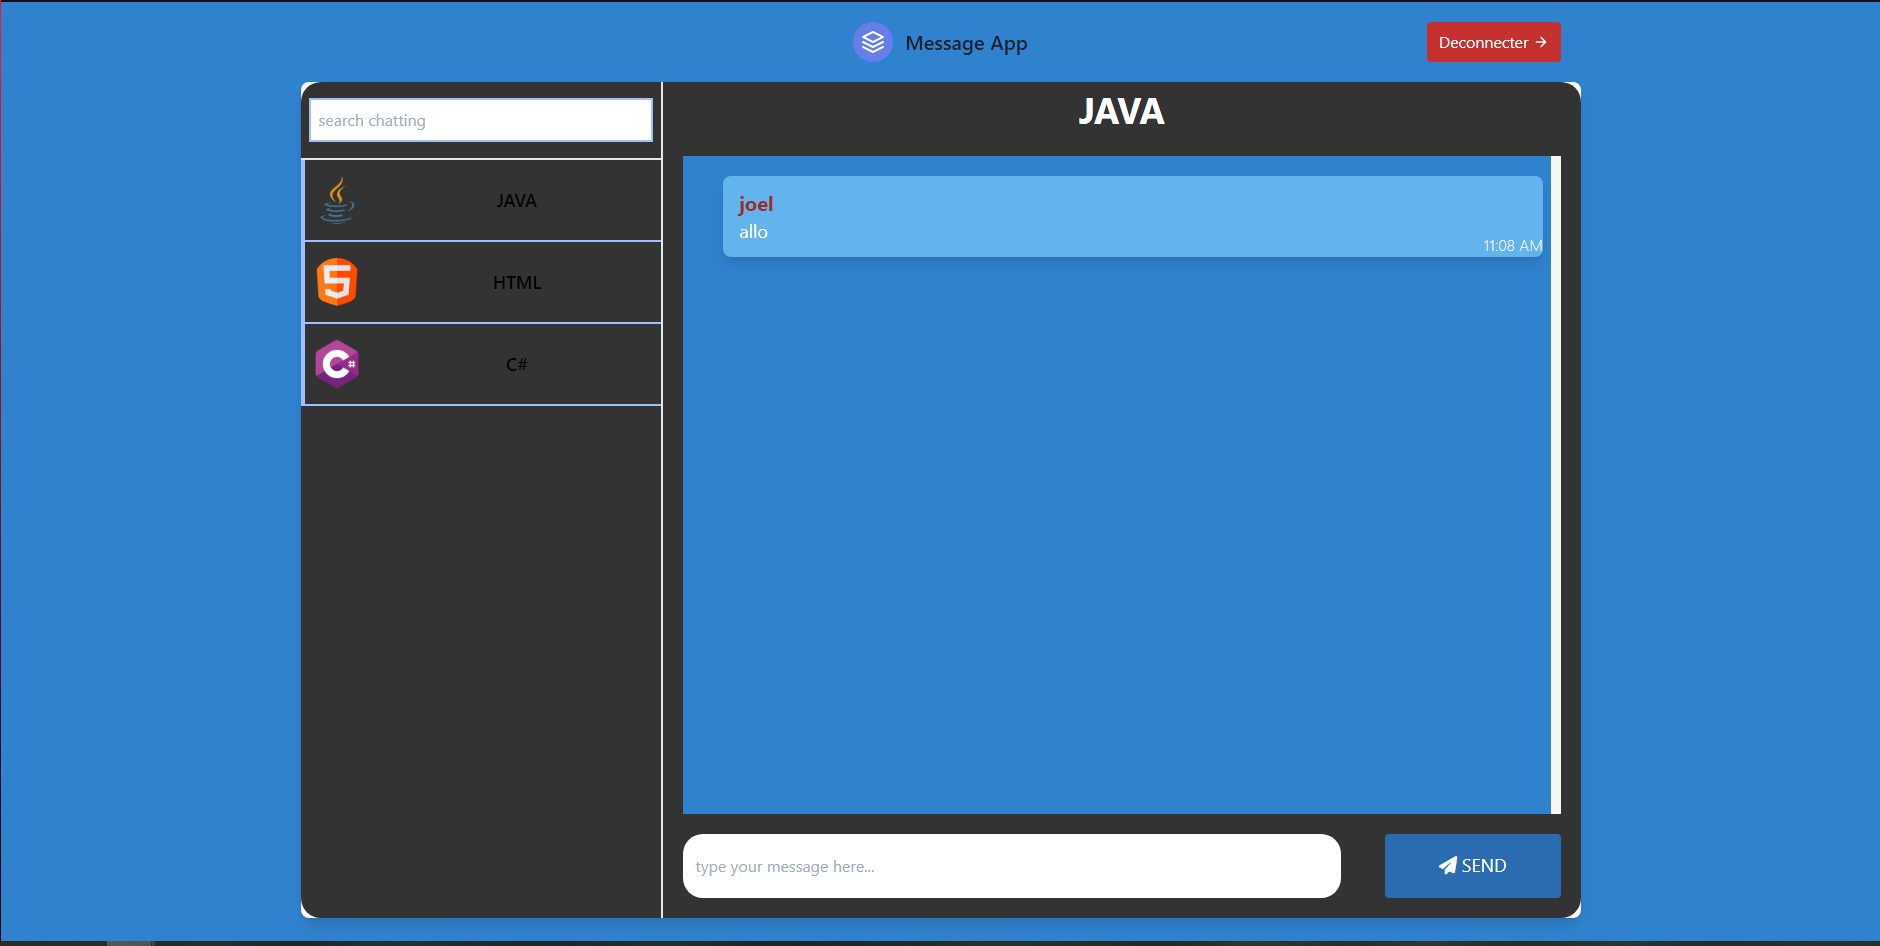 Message App
Deconnecter
search chatting
JAVA
HTML
C#
JAVA
joel
allo
11:08 AM
type your message here...
SEND